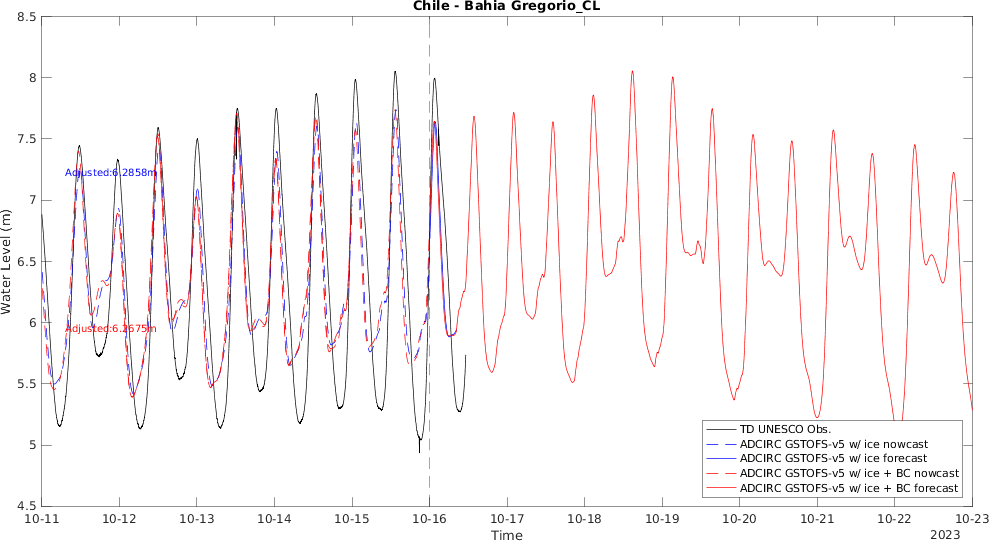 Chile - Bahia Gregorio_CL
8.5
8
7.5
7
6.5
6
5.5
5
4.5
Water Level (m)
Adjusted:6.2858m
Adjusted:6.2675m
TD UNESCO Obs.
ADCIRC GSTOFS-v5 w/ ice nowcast
ADCIRC GSTOFS-v5 w/ ice forecast
ADCIRC GSTOFS-v5 w/ ice + BC nowcast
ADCIRC GSTOFS-v5 w/ ice + BC forecast
10-11 10-12 10-13 10-14 10-15 10-16 10-17 10-18 10-19 10-20 10-21 10-22 10-23
Time
2023